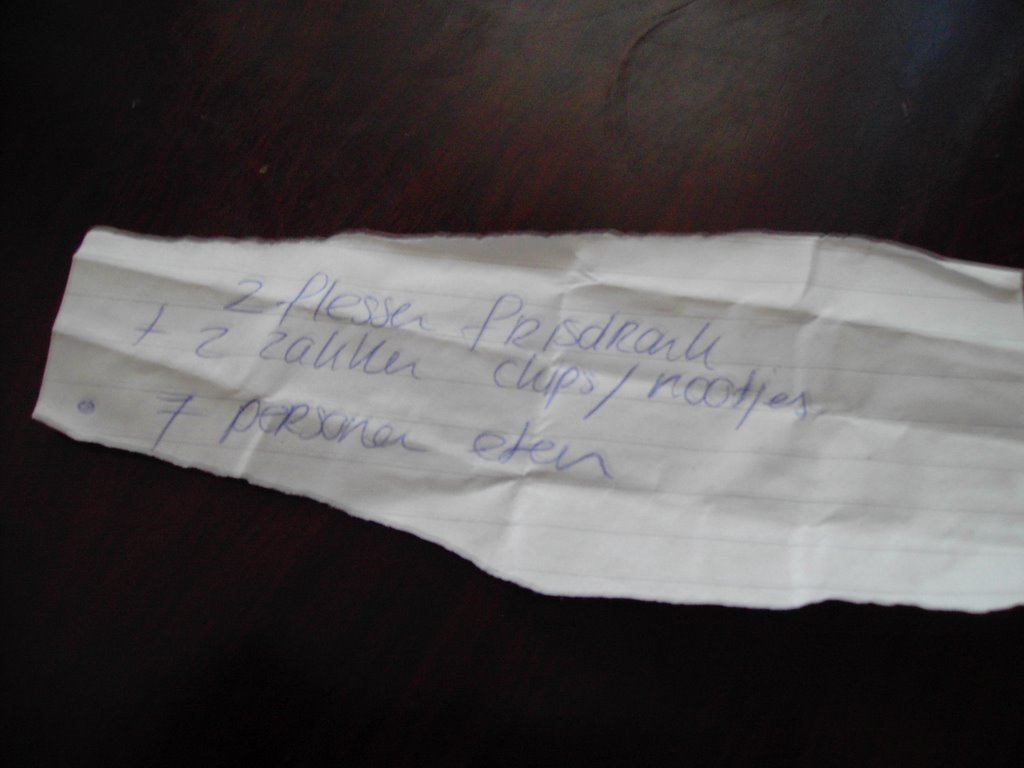 2 flessen frisdrank
+ 2 zakken chips/nootjes.
• 7 personen eten